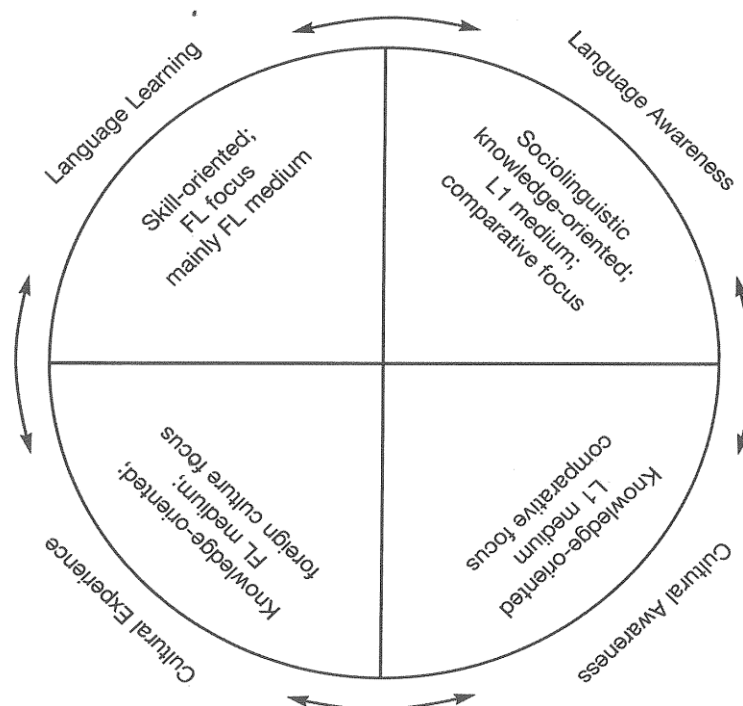 Language Learning
Skill-oriented;
FL focus
mainly FL medium
Language Awareness
Sociolinguistic
knowledge-oriented;
L1 medium;
comparative focus
Cultural Experience
Knowledge-oriented;
FL medium;
foreign culture focus
Cultural Awareness
Knowledge-oriented
L1 medium
comparative focus